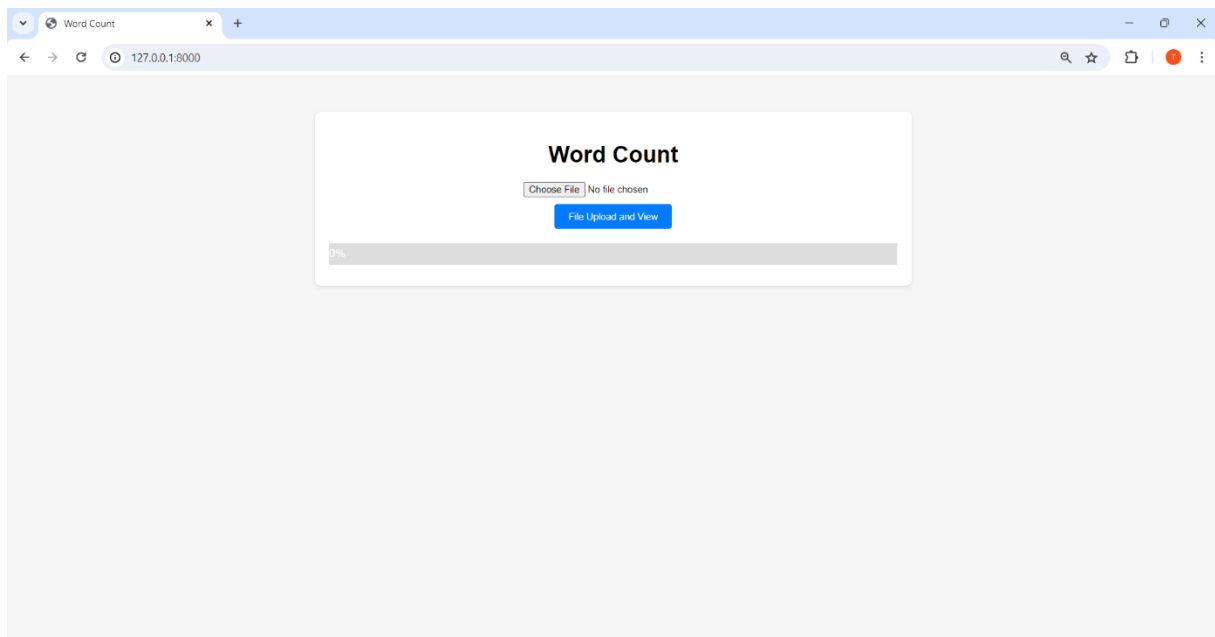 Word Count
127.0.0.1:8000
T
Word Count
Choose File No file chosen
File Upload and View
0%